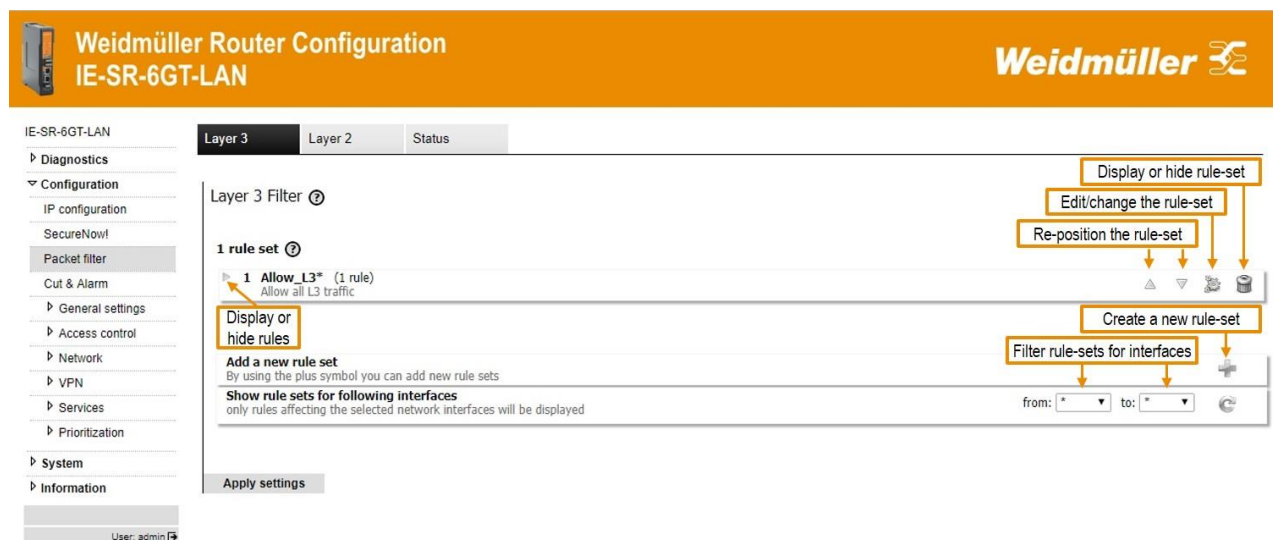 Weidmüller Router Configuration
IE-SR-6GT-LAN
Weidmüller
IE-SR-6GT-LAN
Diagnostics
Configuration
IP configuration
SecureNow!
Packet filter
Cut & Alarm
General settings
Access control
Network
VPN
Services
Prioritization
System
Information
User: admin
Layer 3
Layer 2
Status
Layer 3 Filter ?
Display or hide rule-set
Edit/change the rule-set
Re-position the rule-set
1 rule set ?
1 Allow_L3* (1 rule)
Allow all L3 traffic
Display or
hide rules
Create a new rule-set
Filter rule-sets for interfaces
Add a new rule set
By using the plus symbol you can add new rule sets
Show rule sets for following interfaces
only rules affecting the selected network interfaces will be displayed
from: * to: *
Apply settings